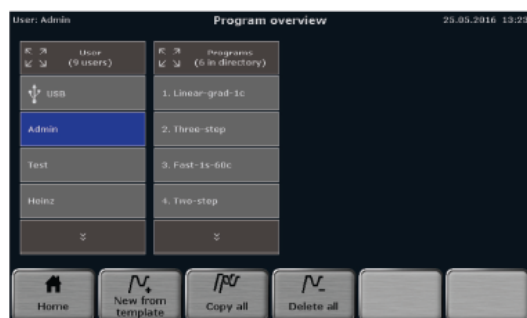 User: Admin
Program overview
25.05.2016 13:23
User
(9 users)
USB
Admin
Test
Heinz
Programs
(6 in directory)
1. Linear-grad-1c
2. Three-step
3. Fast-1s-60c
4. Two-step
Home
New from
template
Copy all
Delete all